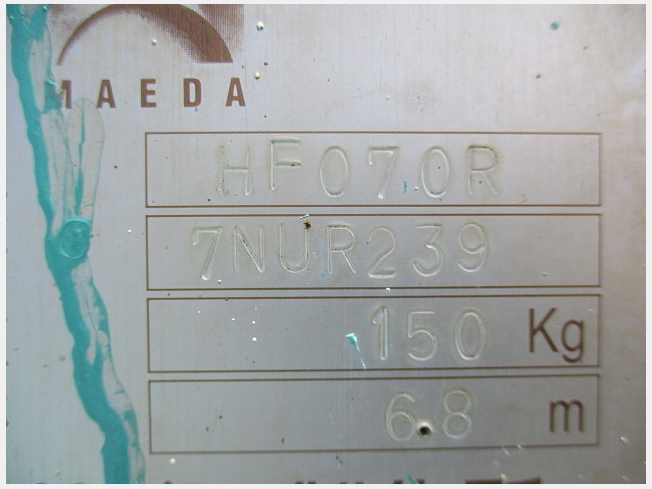 MAEDA
HF070R
7NUR239
150 Kg
6.8 m